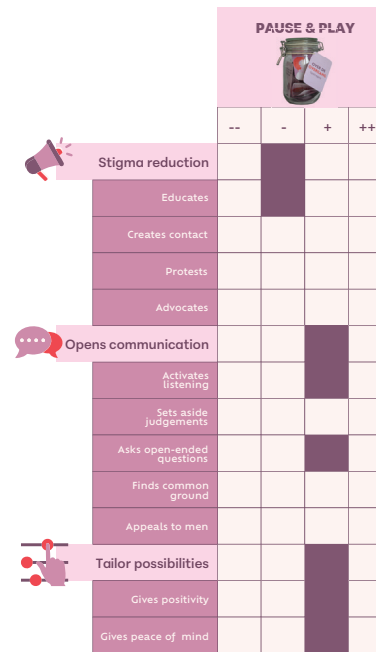 PAUSE & PLAY
-- - + ++
Stigma reduction
Educates
Creates contact
Protests
Advocates
Opens communication
Activates
listening
Sets aside
judgements
Asks open-ended
questions
Finds common
ground
Appeals to men
Tailor possibilities
Gives positivity
Gives peace of mind